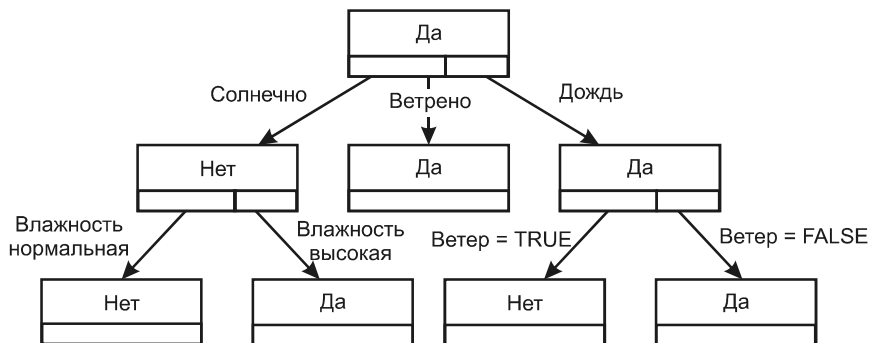 Да
Солнечно
Ветрено
Дождь
Нет
Да
Да
Влажность
нормальная
Влажность
высокая
Ветер = TRUE
Ветер = FALSE
Нет
Да
Нет
Да